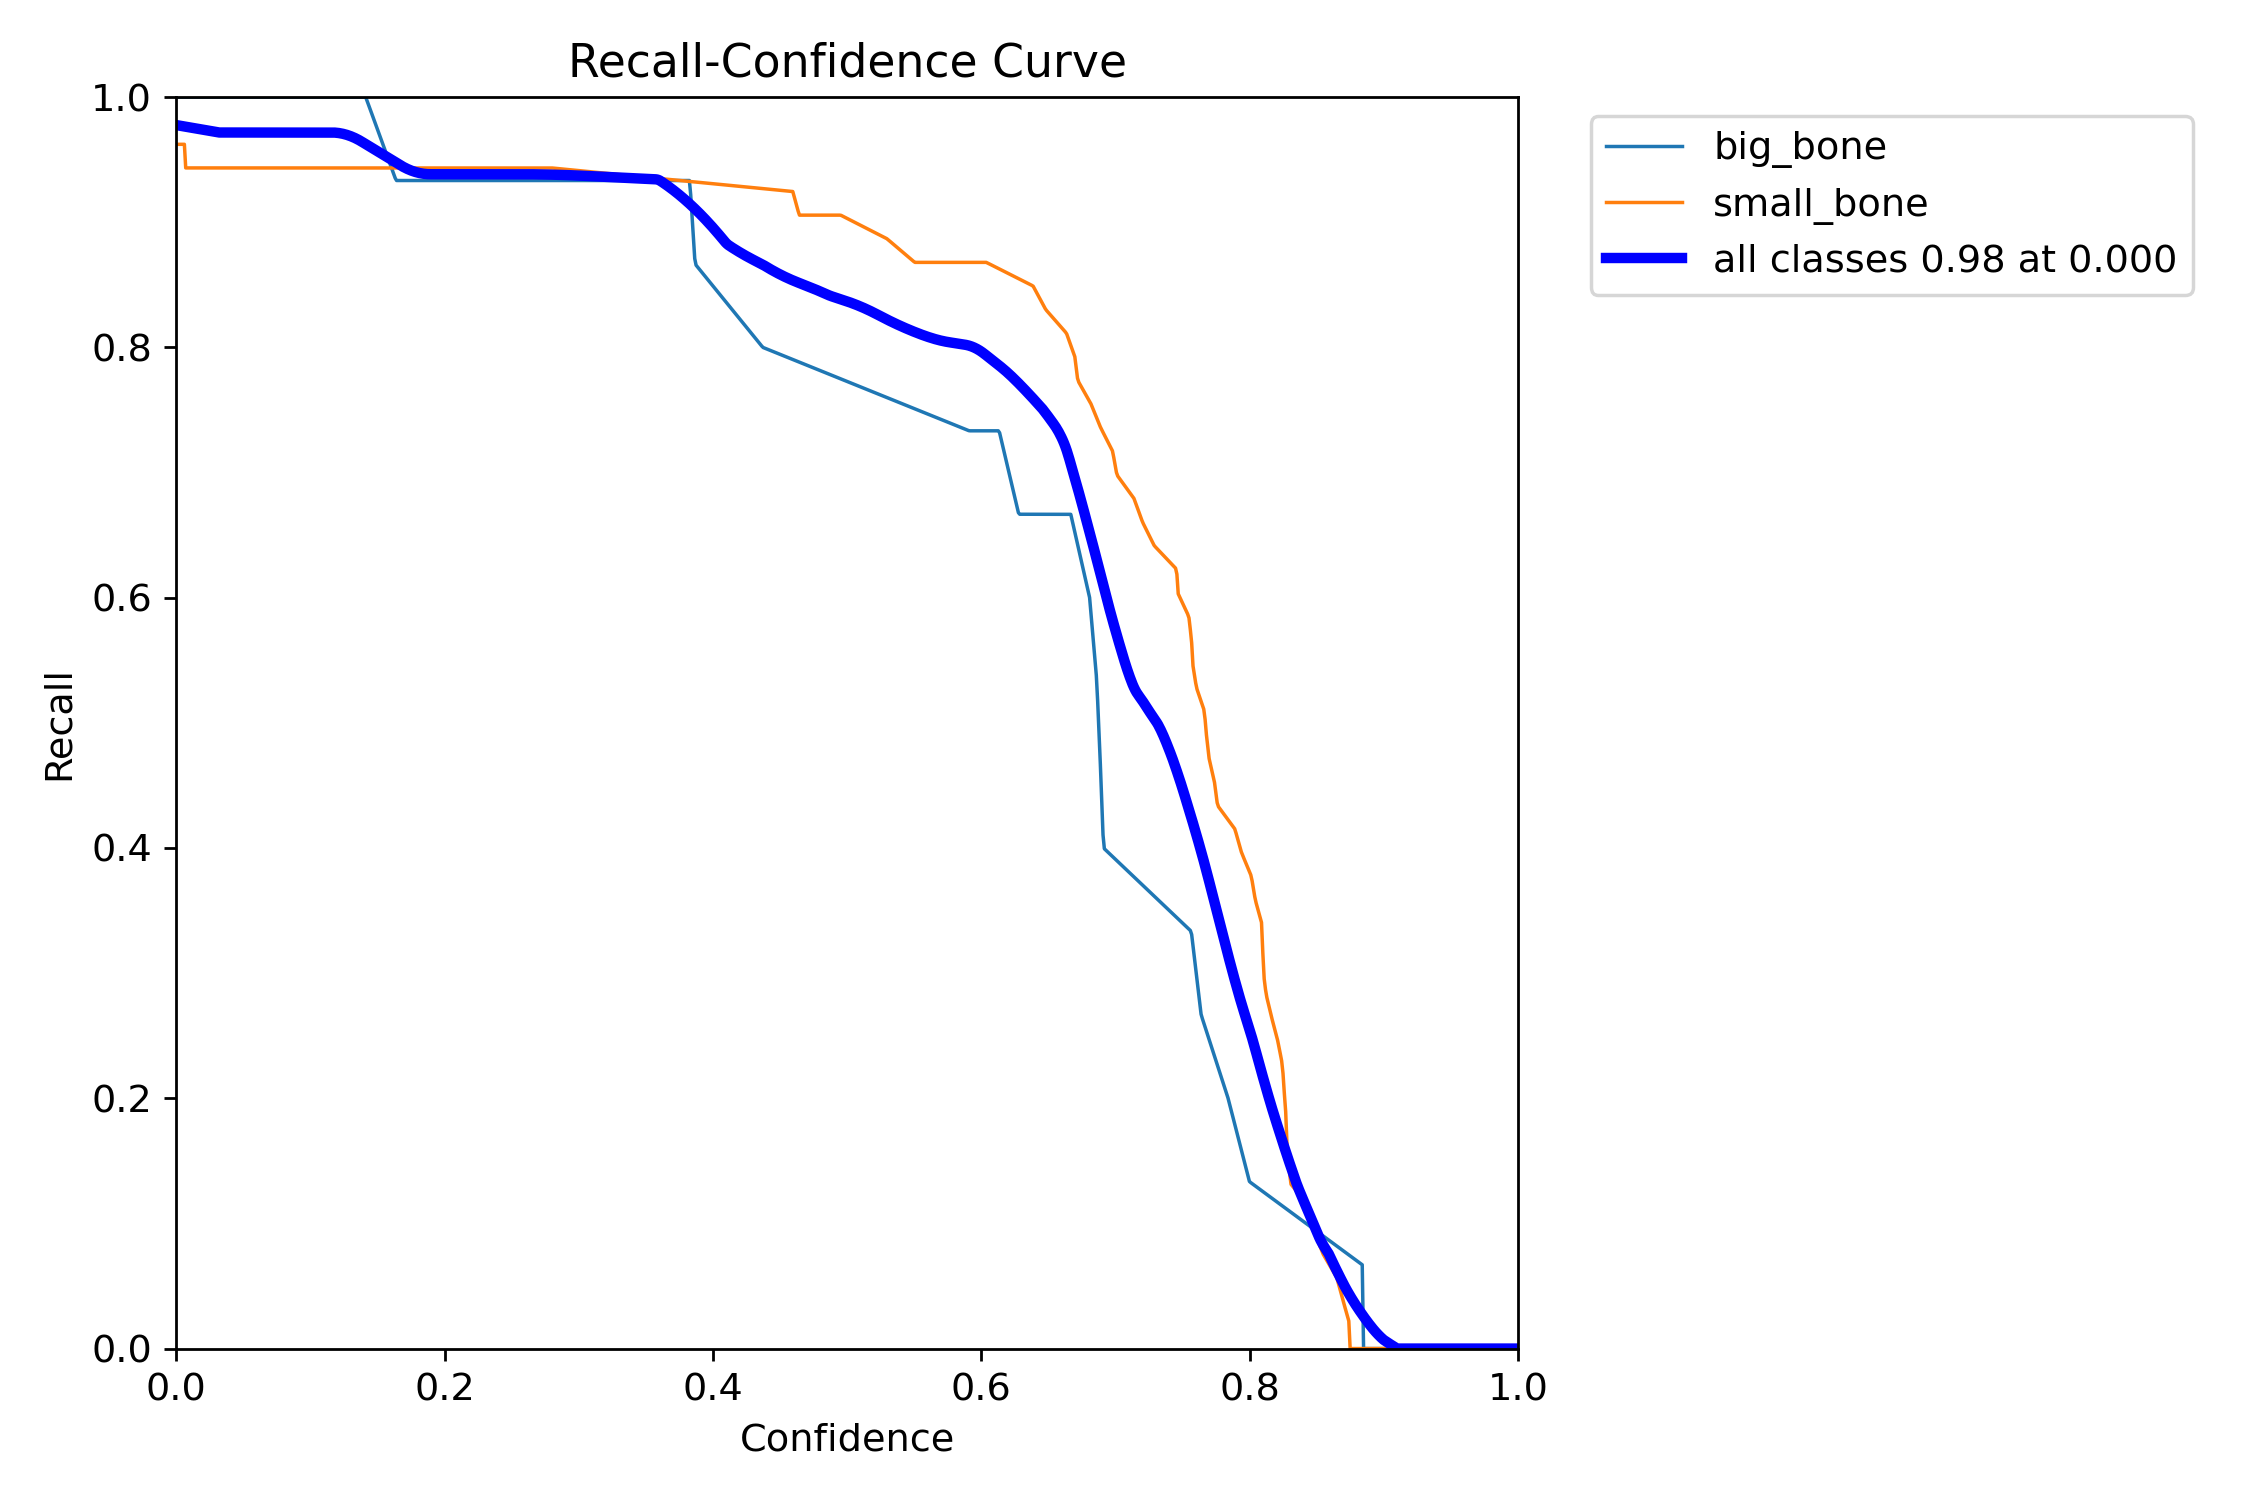 Recall-Confidence Curve
big_bone
small_bone
all classes 0.98 at 0.000
Recall
1.0
0.8
0.6
0.4
0.2
0.0
0.0 0.2 0.4 0.6 0.8 1.0
Confidence